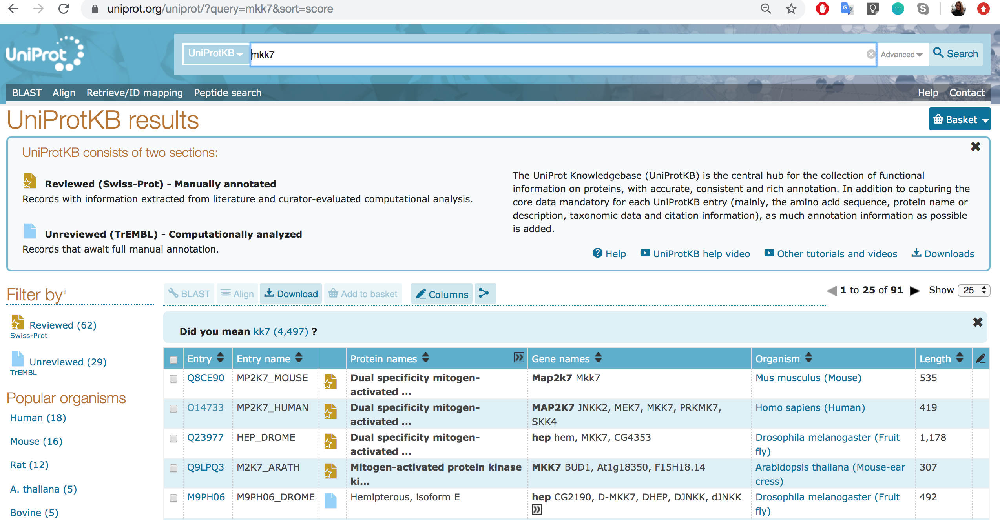 uniprot.org/uniprot/?query=mkk7&sort=score
UniProt
UniProtKB
mkk7
Advanced
Search
BLAST Align Retrieve/ID mapping Peptide search
Help Contact
UniProtKB results
Basket
UniProtKB consists of two sections:
Reviewed (Swiss-Prot) - Manually annotated
Records with information extracted from literature and curator-evaluated computational analysis.
Unreviewed (TrEMBL) - Computationally analyzed
Records that await full manual annotation.
The UniProt Knowledgebase (UniProtKB) is the central hub for the collection of functional
information on proteins, with accurate, consistent and rich annotation. In addition to capturing the
core data mandatory for each UniProtKB entry (mainly, the amino acid sequence, protein name or
description, taxonomic data and citation information), as much annotation information as possible
is added.
Help UniProtKB help video Other tutorials and videos Downloads
Filter by i
Reviewed (62)
Swiss-Prot
Unreviewed (29)
TrEMBL
Popular organisms
Human (18)
Mouse (16)
Rat (12)
A. thaliana (5)
Bovine (5)
BLAST Align Download Add to basket Columns
1 to 25 of 91 Show 25
Did you mean kk7 (4,497) ?
Entry Entry name Protein names Gene names Organism Length
Q8CE90 MP2K7_MOUSE Dual specificity mitogen- Map2k7 Mkk7 Mus musculus (Mouse) 535
activated ...
O14733 MP2K7_HUMAN Dual specificity mitogen- MAP2K7 JNKK2, MEK7, MKK7, PRKMK7, Homo sapiens (Human) 419
activated ... SKK4
Q23977 HEP_DROME Dual specificity mitogen- hep hem, MKK7, CG4353 Drosophila melanogaster (Fruit 1,178
activated ... fly)
Q9LPQ3 M2K7_ARATH Mitogen-activated protein kinase MKK7 BUD1, At1g18350, F15H18.14 Arabidopsis thaliana (Mouse-ear 307
ki... cress)
M9PH06 M9PH06_DROME Hemipterous, isoform E hep CG2190, D-MKK7, DHEP, DJNKK, dJNKK Drosophila melanogaster (Fruit 492
fly)